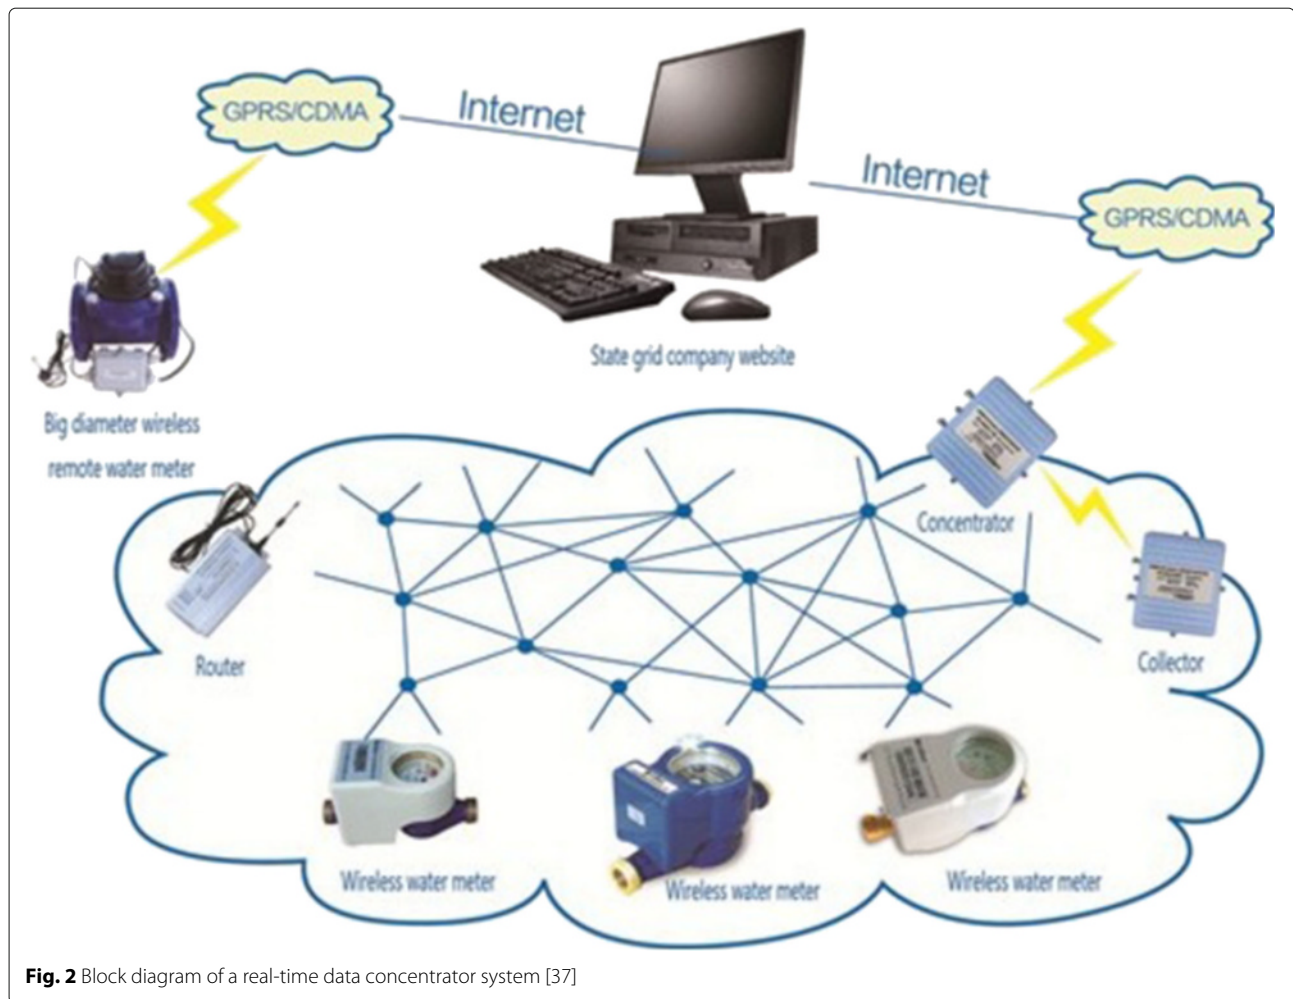 GPRS/CDMA
Internet
Internet
GPRS/CDMA
State grid company website
Big diameter wireless
remote water meter
Concentrator
Router
Collector
Wireless water meter
Wireless water meter
Wireless water meter
Fig. 2 Block diagram of a real-time data concentrator system [37]